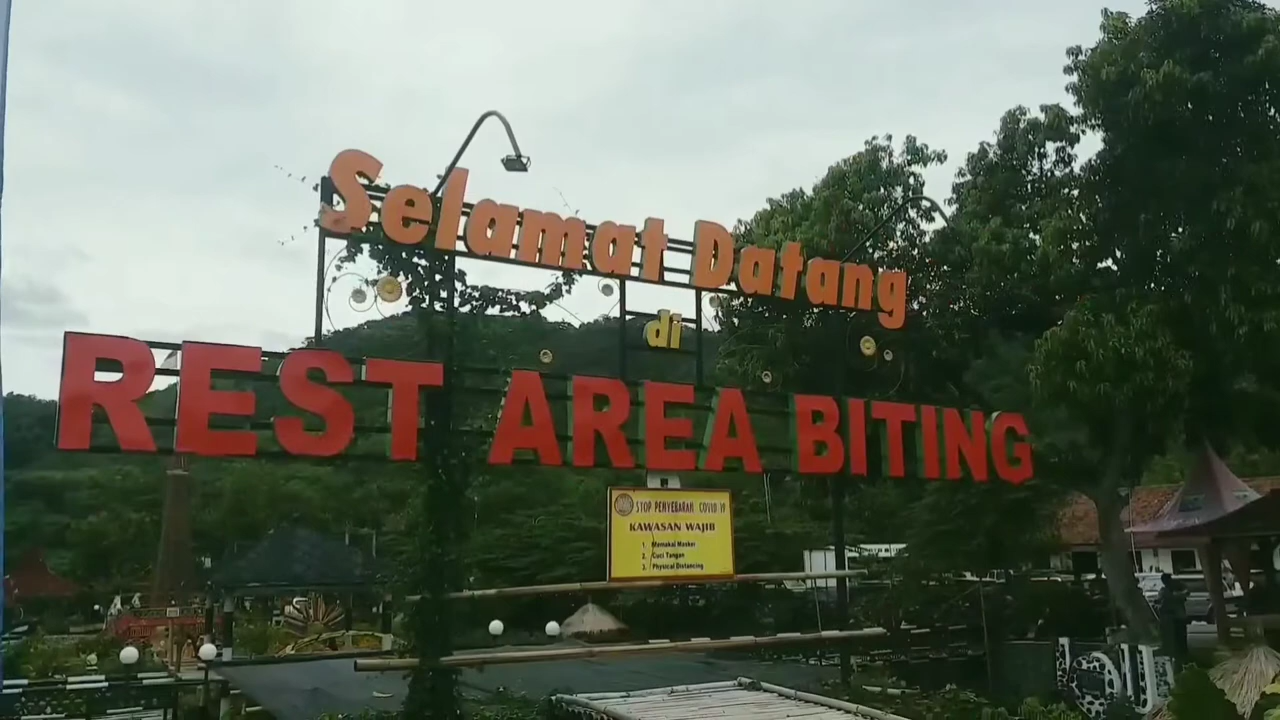 Selamat Datang
di
REST AREA BITING
STOP PENYEBARAN COVID 19
KAWASAN WAJIB
1. Memakai Masker
2. Cuci Tangan
3. Physical Distancing